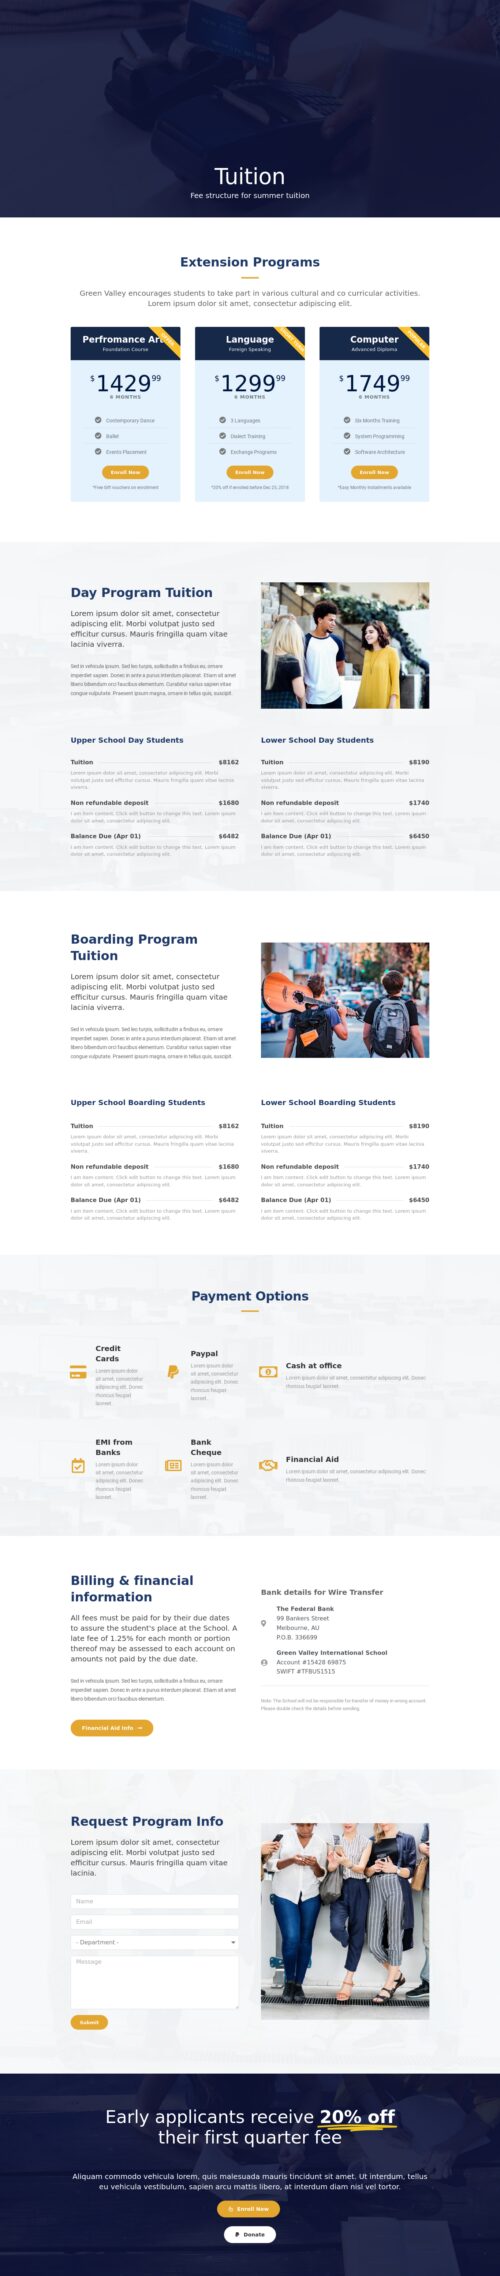 Tuition
Fee structure for summer tuition
Extension Programs
Green Valley encourages students to take part in various cultural and co curricular activities.
Lorem ipsum dolor sit amet, consectetur adipiscing elit.
Perfromance Art
Foundation Course
$ 1429 99
6 MONTHS
Contemporary Dance
Ballet
Events Placement
Enroll Now
*Free Gift vouchers on enrollment
Language
Foreign Speaking
$ 1299 99
6 MONTHS
3 Languages
Dialect Training
Exchange Programs
Enroll Now
*20% off if enrolled before Dec 25, 2018
Computer
Advanced Diploma
$ 1749 99
6 MONTHS
Six Months Training
System Programming
Software Architecture
Enroll Now
*Easy Monthly Installments available
Day Program Tuition
Lorem ipsum dolor sit amet, consectetur
adipiscing elit. Morbi volutpat justo sed
efficitur cursus. Mauris fringilla quam vitae
lacinia viverra.
Sed in vehicula ipsum. Sed leo turpis, sollicitudin a finibus eu, ornare
imperdiet sapien. Donec in ante a purus interdum placerat. Etiam sit amet
libero bibendum orci faucibus elementum. Curabitur varius sapien vitae
congue vulputate. Praesent ipsum magna, ornare in tellus quis, suscipit.
Upper School Day Students
Tuition $8162
Lorem ipsum dolor sit amet, consectetur adipiscing elit. Morbi
volutpat justo sed efficitur cursus. Mauris fringilla quam vitae lacinia
viverra.
Non refundable deposit $1680
I am item content. Click edit button to change this text. Lorem ipsum
dolor sit amet, consectetur adipiscing elit.
Balance Due (Apr 01) $6482
I am item content. Click edit button to change this text. Lorem ipsum
dolor sit amet, consectetur adipiscing elit.
Lower School Day Students
Tuition $8190
Lorem ipsum dolor sit amet, consectetur adipiscing elit. Morbi
volutpat justo sed efficitur cursus. Mauris fringilla quam vitae lacinia
viverra.
Non refundable deposit $1740
I am item content. Click edit button to change this text. Lorem ipsum
dolor sit amet, consectetur adipiscing elit.
Balance Due (Apr 01) $6450
I am item content. Click edit button to change this text. Lorem ipsum
dolor sit amet, consectetur adipiscing elit.
Boarding Program
Tuition
Lorem ipsum dolor sit amet, consectetur
adipiscing elit. Morbi volutpat justo sed
efficitur cursus. Mauris fringilla quam vitae
lacinia viverra.
Sed in vehicula ipsum. Sed leo turpis, sollicitudin a finibus eu, ornare
imperdiet sapien. Donec in ante a purus interdum placerat. Etiam sit amet
libero bibendum orci faucibus elementum. Curabitur varius sapien vitae
congue vulputate. Praesent ipsum magna, ornare in tellus quis, suscipit.
Upper School Boarding Students
Tuition $8162
Lorem ipsum dolor sit amet, consectetur adipiscing elit. Morbi
volutpat justo sed efficitur cursus. Mauris fringilla quam vitae lacinia
viverra.
Non refundable deposit $1680
I am item content. Click edit button to change this text. Lorem ipsum
dolor sit amet, consectetur adipiscing elit.
Balance Due (Apr 01) $6482
I am item content. Click edit button to change this text. Lorem ipsum
dolor sit amet, consectetur adipiscing elit.
Lower School Boarding Students
Tuition $8190
Lorem ipsum dolor sit amet, consectetur adipiscing elit. Morbi
volutpat justo sed efficitur cursus. Mauris fringilla quam vitae lacinia
viverra.
Non refundable deposit $1740
I am item content. Click edit button to change this text. Lorem ipsum
dolor sit amet, consectetur adipiscing elit.
Balance Due (Apr 01) $6450
I am item content. Click edit button to change this text. Lorem ipsum
dolor sit amet, consectetur adipiscing elit.
Payment Options
Credit
Cards
Lorem ipsum dolor
sit amet, consectetur
adipiscing elit. Donec
rhoncus feugiat
laoreet.
Paypal
Lorem ipsum dolor
sit amet, consectetur
adipiscing elit. Donec
rhoncus feugiat
laoreet.
Cash at office
Lorem ipsum dolor sit amet, consectetur adipiscing elit. Donec
rhoncus feugiat laoreet.
EMI from
Banks
Lorem ipsum dolor
sit amet, consectetur
adipiscing elit. Donec
rhoncus feugiat
laoreet.
Bank
Cheque
Lorem ipsum dolor
sit amet, consectetur
adipiscing elit. Donec
rhoncus feugiat
laoreet.
Financial Aid
Lorem ipsum dolor sit amet, consectetur adipiscing elit. Donec
rhoncus feugiat laoreet.
Billing & financial
information
All fees must be paid for by their due dates
to assure the student's place at the School. A
late fee of 1.25% for each month or portion
thereof may be assessed to each account on
amounts not paid by the due date.
Sed in vehicula ipsum. Sed leo turpis, sollicitudin a finibus eu, ornare
imperdiet sapien. Donec in ante a purus interdum placerat. Etiam sit amet
libero bibendum orci faucibus elementum.
Financial Aid Info →
Bank details for Wire Transfer
The Federal Bank
99 Bankers Street
Melbourne, AU
P.O.B. 336699
Green Valley International School
Account #15428 69875
SWIFT #TFBUS1515
Note: The School will not be responsible for transfer of money in wrong account.
Please double check the details before sending.
Request Program Info
Lorem ipsum dolor sit amet, consectetur
adipiscing elit. Morbi volutpat justo sed
efficitur cursus. Mauris fringilla quam vitae
lacinia.
Name
Email
- Department -
Message
Submit
Early applicants receive 20% off
their first quarter fee
Aliquam commodo vehicula lorem, quis malesuada mauris tincidunt sit amet. Ut interdum, tellus
eu vehicula vestibulum, sapien arcu mattis libero, at interdum diam nisl vel tortor.
Enroll Now
Donate